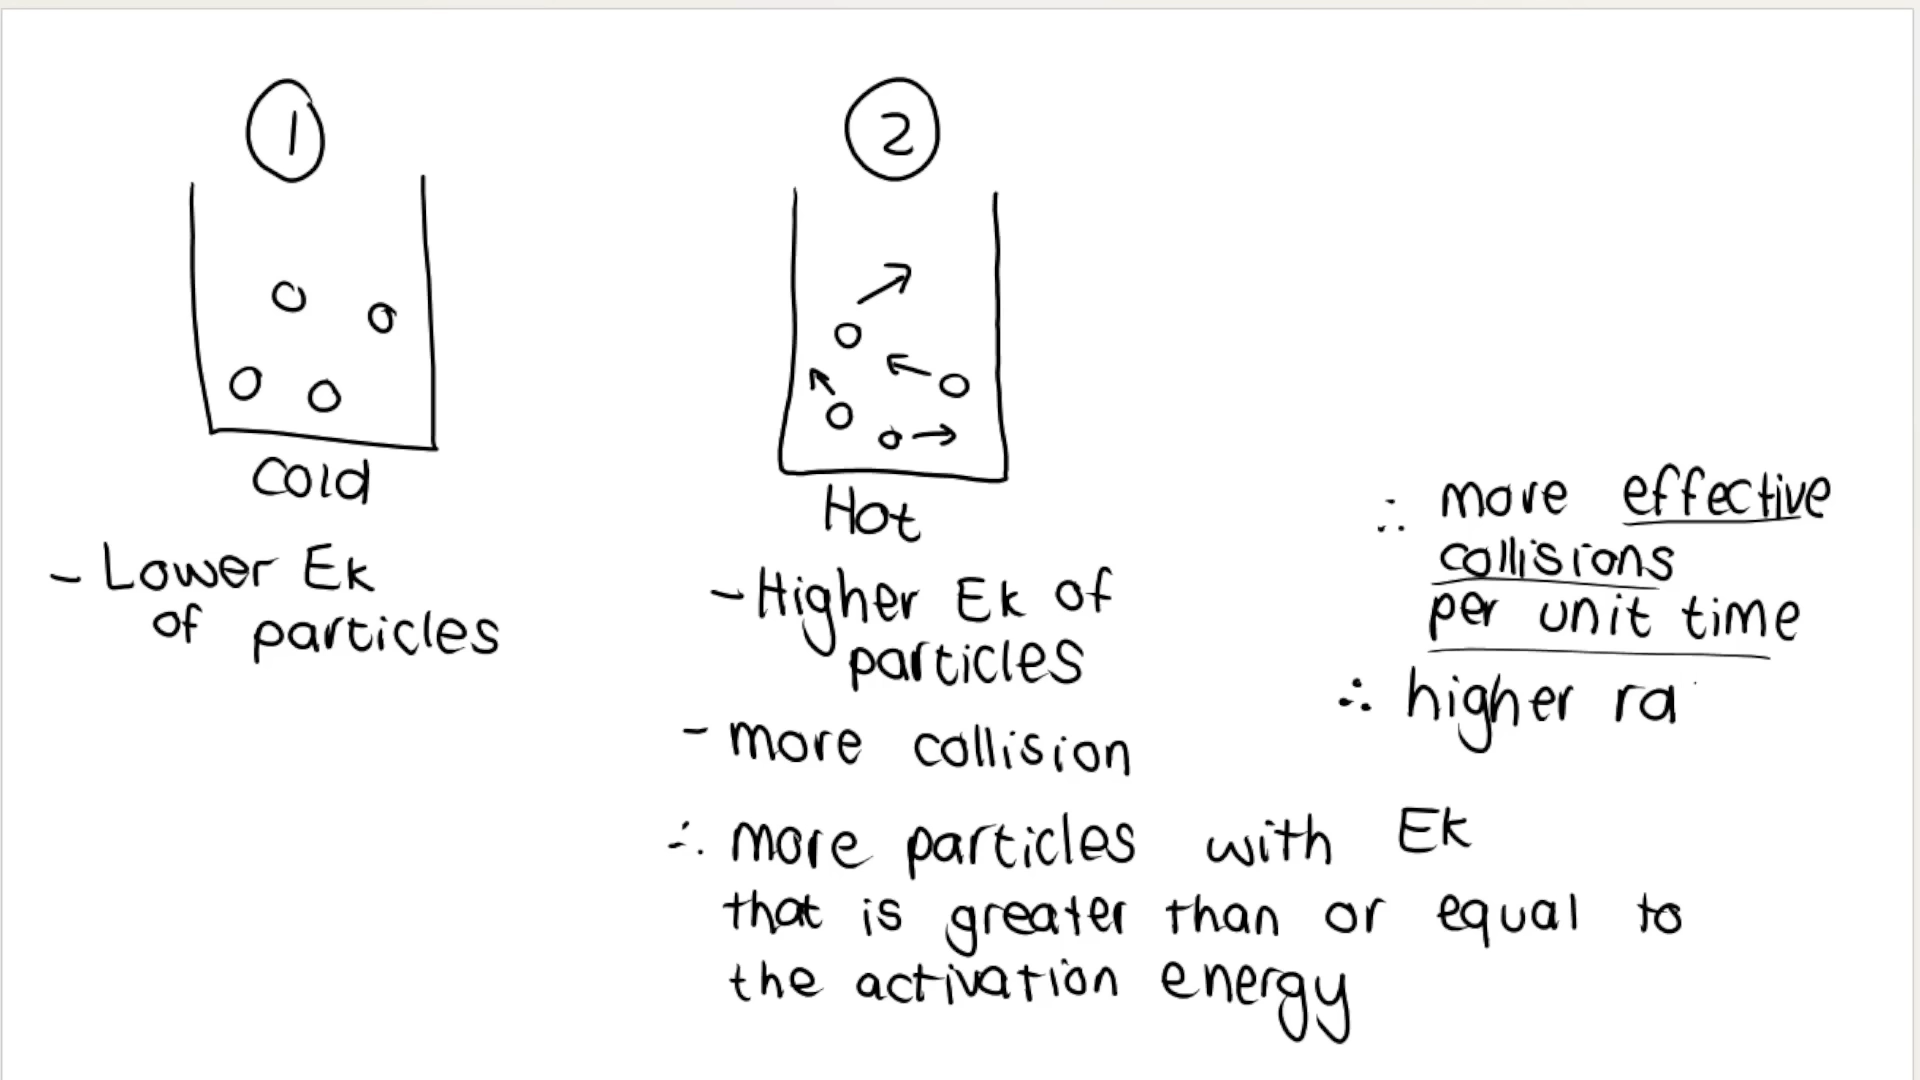 1
2
Cold
- Lower Ek
of particles
Hot
- Higher Ek of
particles
- more collision
∴ more particles with Ek
that is greater than or equal to
the activation energy
∴ more effective
collisions
per unit time
∴ higher ra